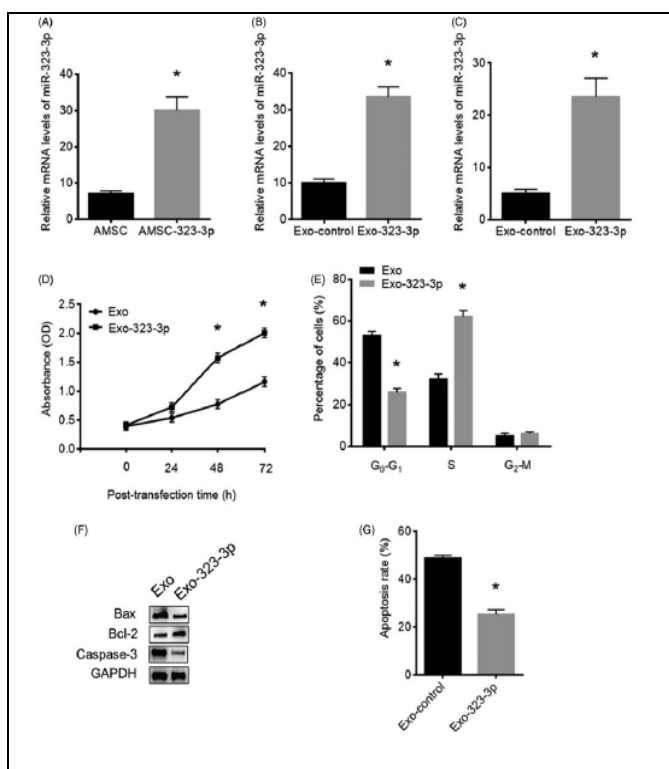 (A)
Relative mRNA levels of miR-323-3p
40
30
20
10
0
*
AMSC
AMSC-323-3p
(B)
Relative mRNA levels of miR-323-3p
40
30
20
10
0
*
Exo-control
Exo-323-3p
(C)
Relative mRNA levels of miR-323-3p
30
20
10
0
*
Exo-control
Exo-323-3p
(D)
Absorbance (OD)
2.5
2.0
1.5
1.0
0.5
0.0
Exo
Exo-323-3p
*
*
0
24
48
72
Post-transfection time (h)
(E)
Percentage of cells (%)
80
60
40
20
0
Exo
Exo-323-3p
*
*
G0-G1
S
G2-M
(F)
Exo
Exo-323-3p
Bax
Bcl-2
Caspase-3
GAPDH
(G)
Apoptosis rate (%)
60
40
20
0
*
Exo-control
Exo-323-3p